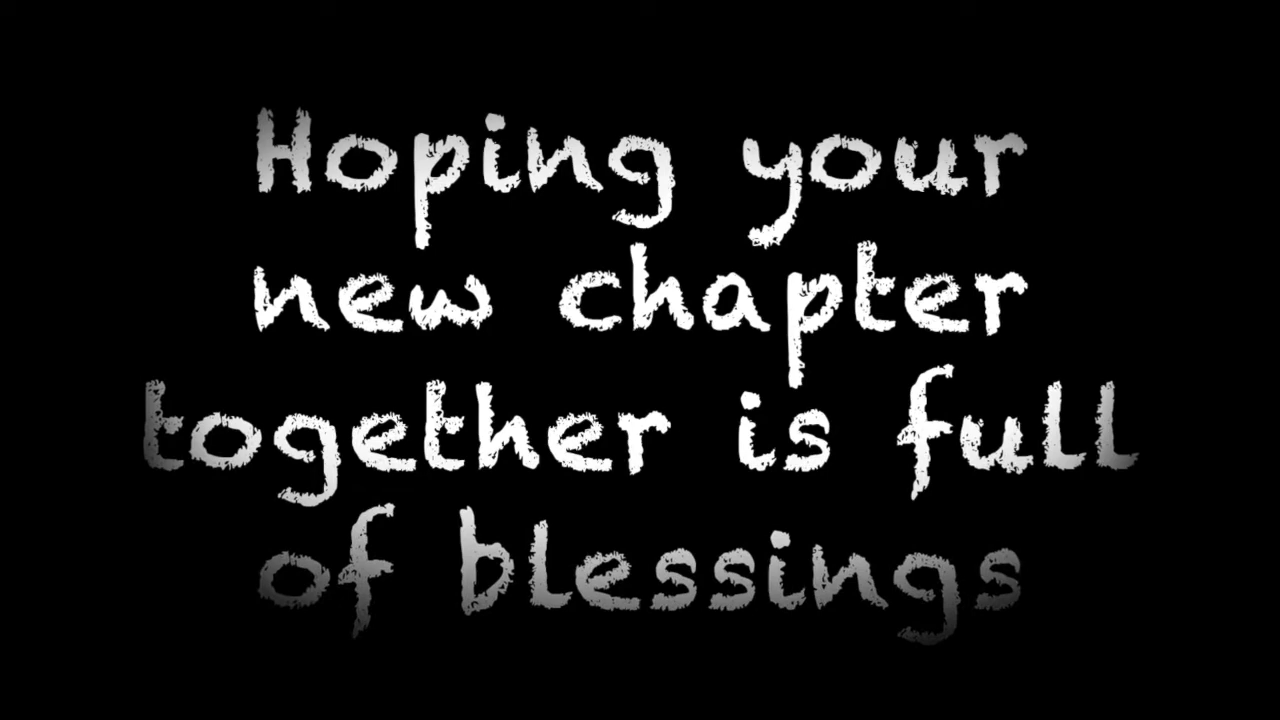 Hoping your
new chapter
together is full
of blessings